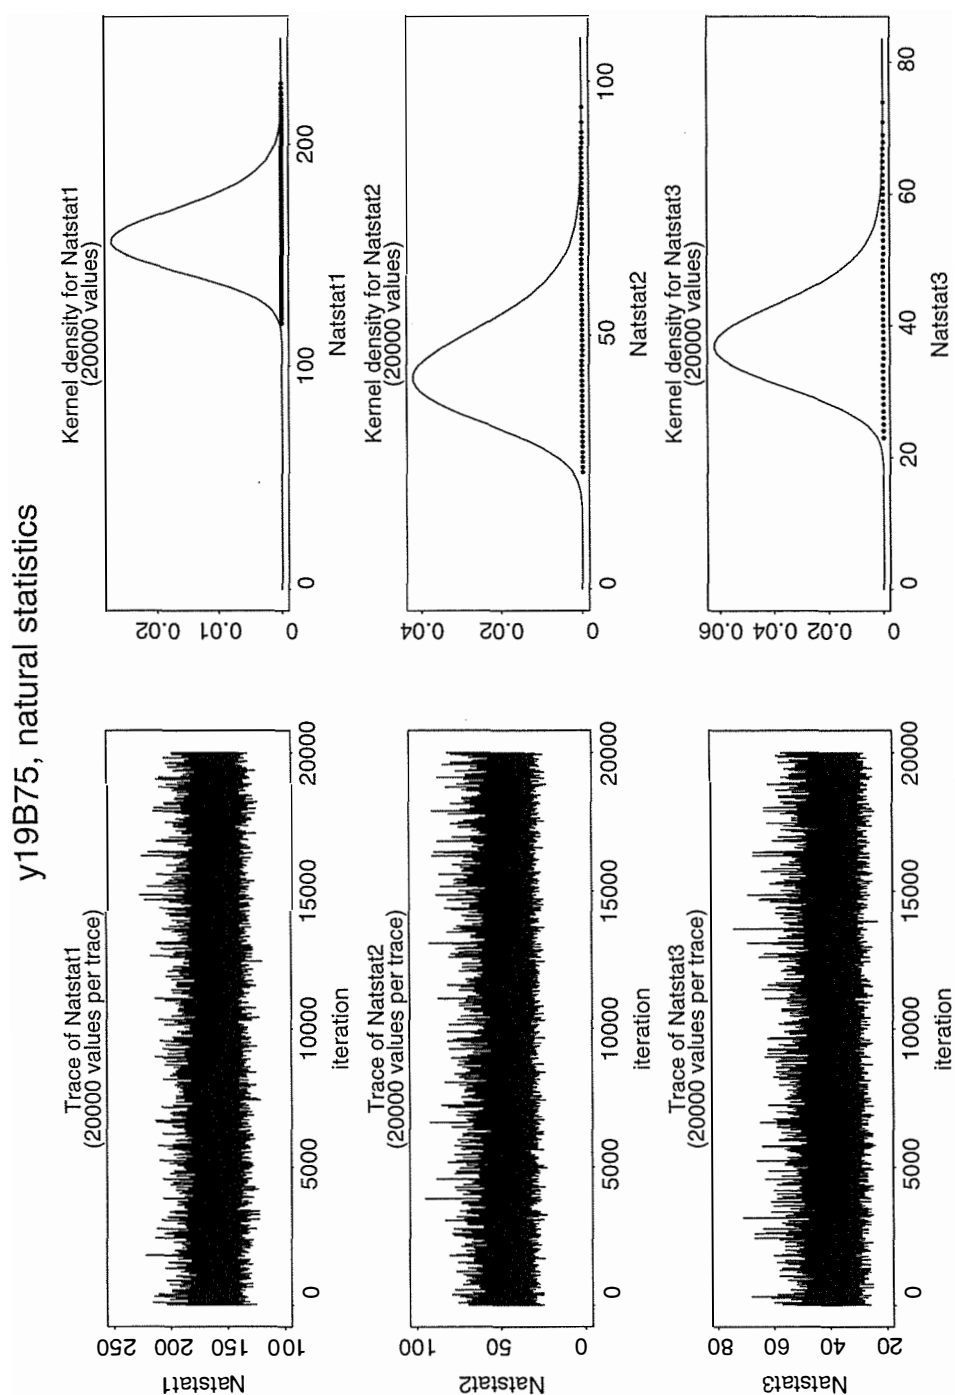 y19B75, natural statistics
Trace of Natstat1
(20000 values per trace)
Natstat1
100 150 200 250
0 5000 10000 15000 20000
iteration
Kernel density for Natstat1
(20000 values)
0 0.01 0.02
0 100 200
Natstat1
Trace of Natstat2
(20000 values per trace)
Natstat2
0 50 100
0 5000 10000 15000 20000
iteration
Kernel density for Natstat2
(20000 values)
0 0.02 0.04
0 50 100
Natstat2
Trace of Natstat3
(20000 values per trace)
Natstat3
20 40 60 80
0 5000 10000 15000 20000
iteration
Kernel density for Natstat3
(20000 values)
0 0.02 0.04 0.06
0 20 40 60 80
Natstat3